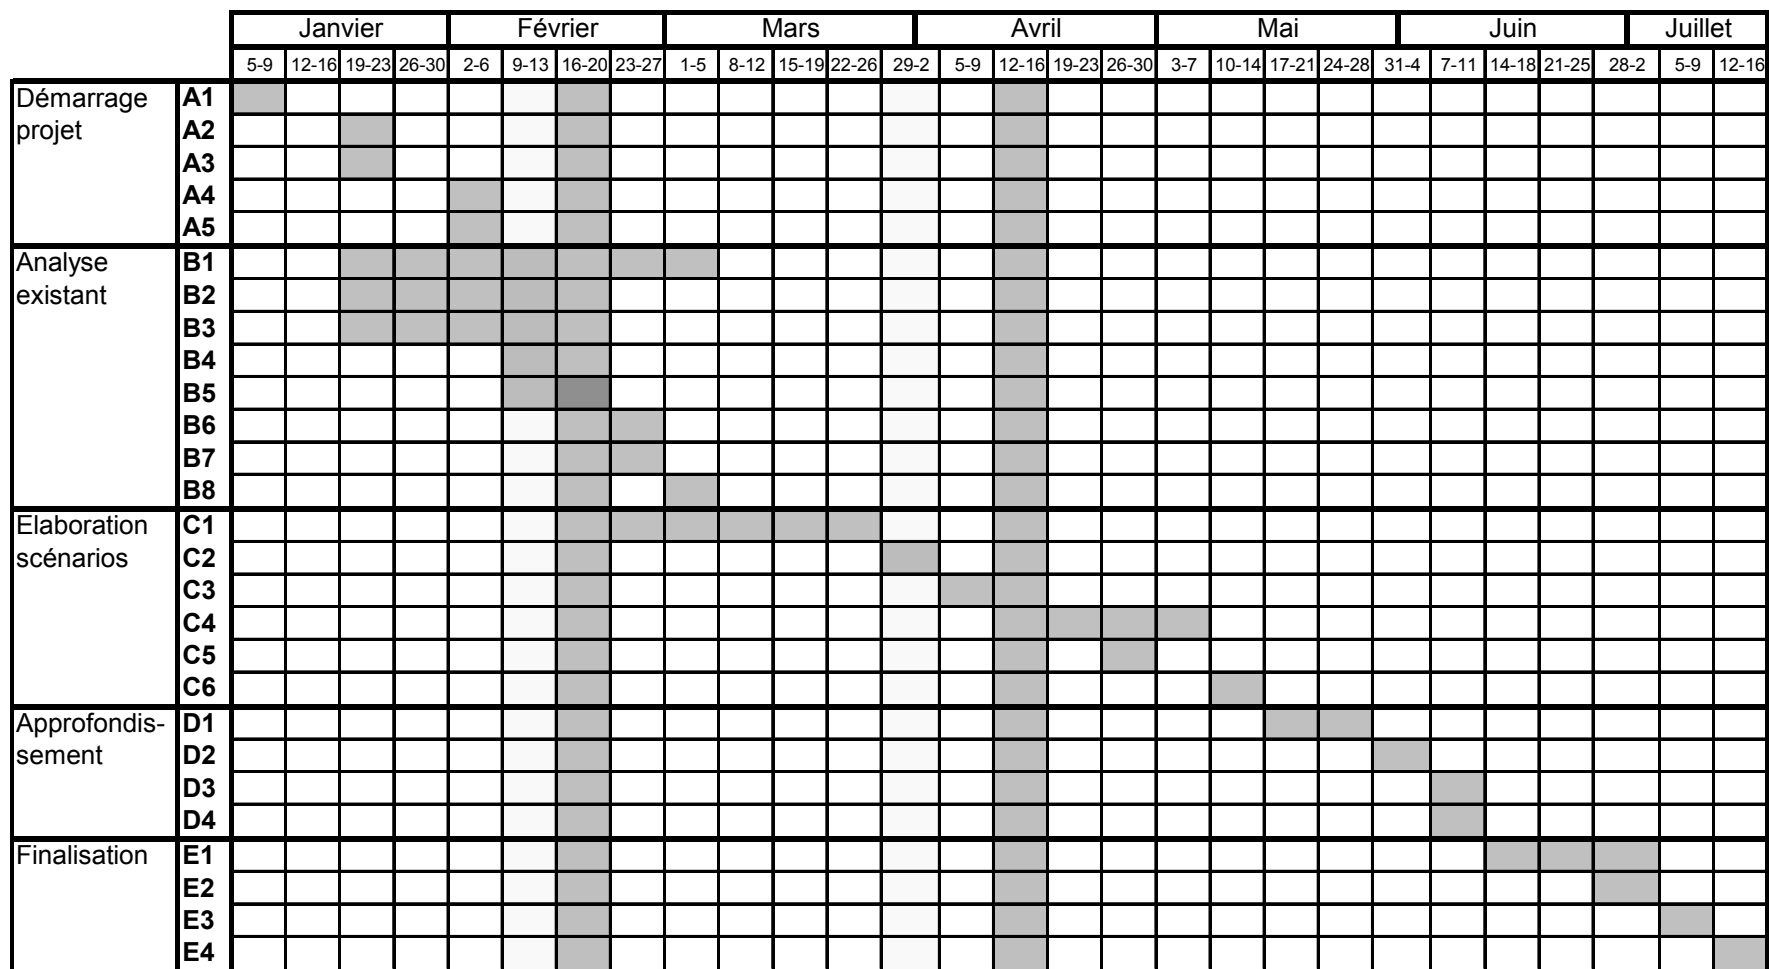 Janvier Février Mars Avril Mai Juin Juillet
5-9 12-16 19-23 26-30 2-6 9-13 16-20 23-27 1-5 8-12 15-19 22-26 29-2 5-9 12-16 19-23 26-30 3-7 10-14 17-21 24-28 31-4 7-11 14-18 21-25 28-2 5-9 12-16
Démarrage A1
projet A2
A3
A4
A5
Analyse B1
existant B2
B3
B4
B5
B6
B7
B8
Elaboration C1
scénarios C2
C3
C4
C5
C6
Approfondis- D1
sement D2
D3
D4
Finalisation E1
E2
E3
E4